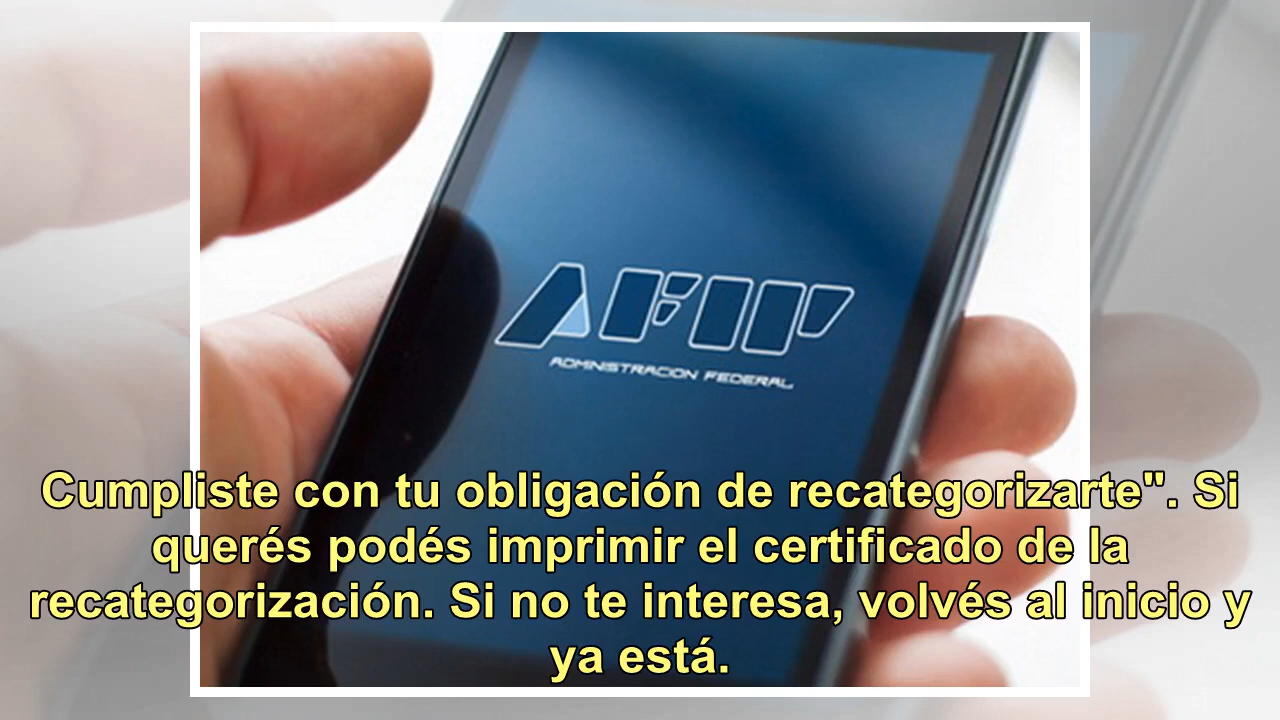 AFIP
ADMINISTRACION FEDERAL
Cumpliste con tu obligación de recategorizarte". Si
querés podés imprimir el certificado de la
recategorización. Si no te interesa, volvés al inicio y
ya está.